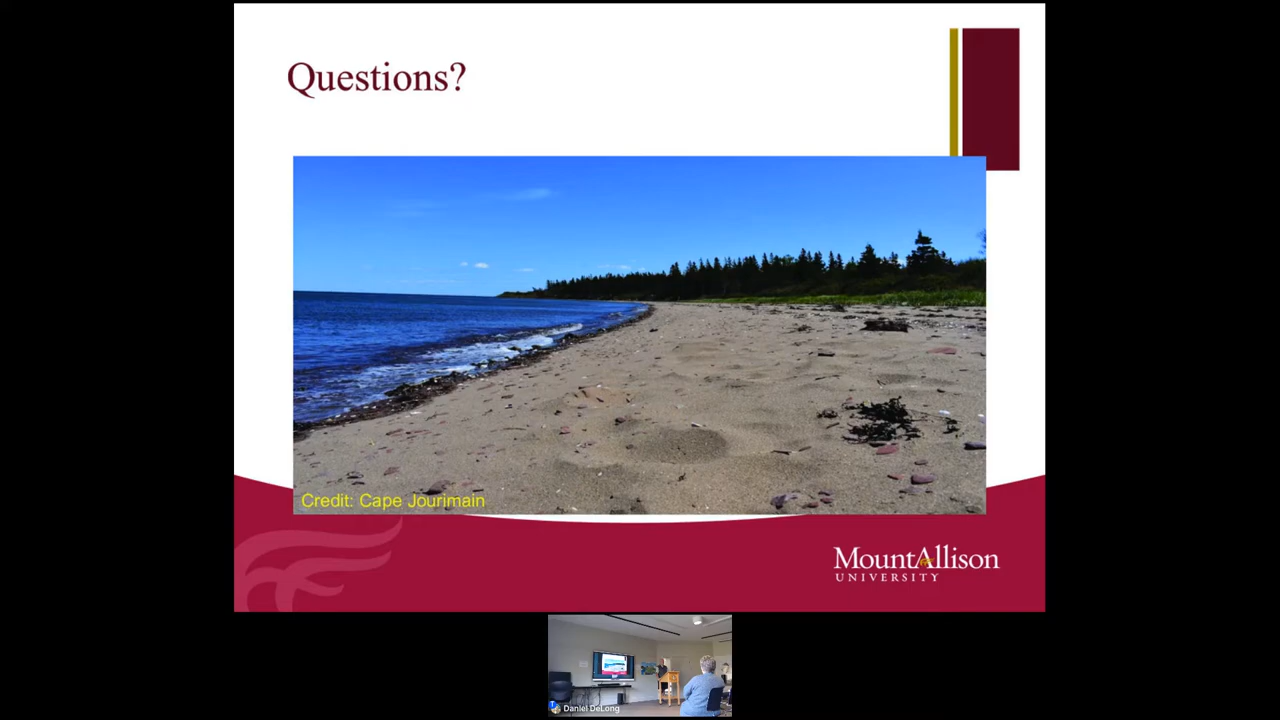 Questions?
Credit: Cape Jourimain
MountAllison
UNIVERSITY
Daniel DeLong